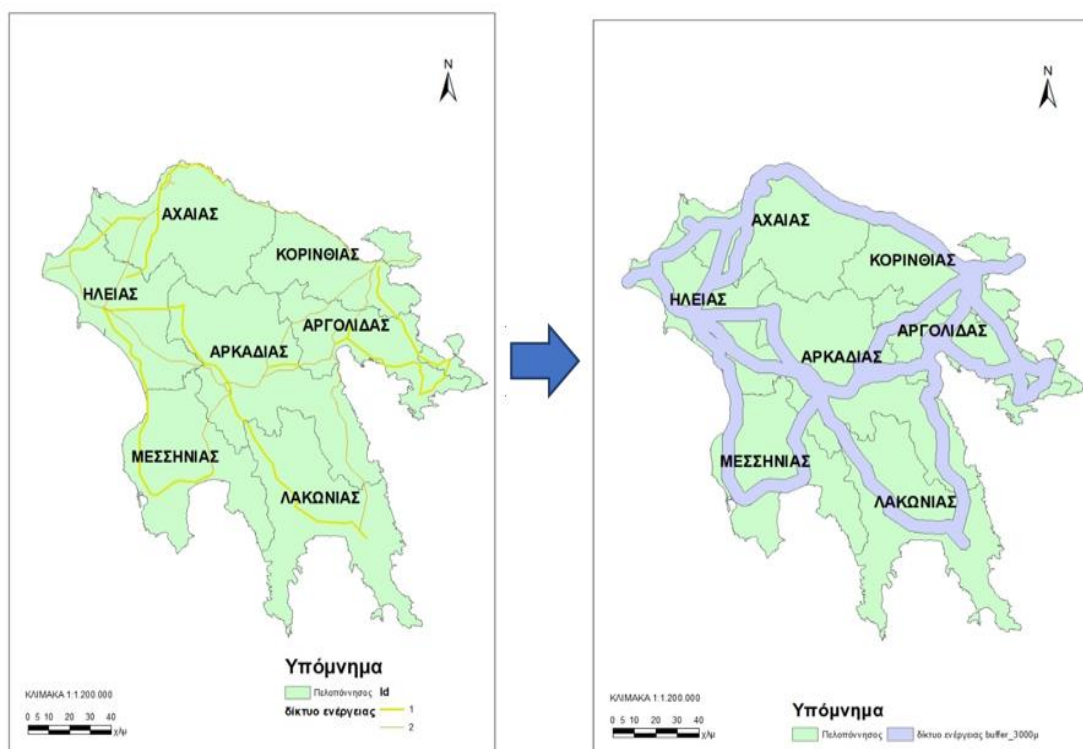 N
ΑΧΑΙΑΣ
ΚΟΡΙΝΘΙΑΣ
ΗΛΕΙΑΣ
ΑΡΓΟΛΙΔΑΣ
ΑΡΚΑΔΙΑΣ
ΜΕΣΣΗΝΙΑΣ
ΛΑΚΩΝΙΑΣ
Υπόμνημα
Πελοπόννησος Id
δίκτυο ενέργειας 1
2
ΚΛΙΜΑΚΑ 1:1.200.000
0 5 10 20 30 40
χλμ
N
ΑΧΑΙΑΣ
ΚΟΡΙΝΘΙΑΣ
ΗΛΕΙΑΣ
ΑΡΓΟΛΙΔΑΣ
ΑΡΚΑΔΙΑΣ
ΜΕΣΣΗΝΙΑΣ
ΛΑΚΩΝΙΑΣ
ΚΛΙΜΑΚΑ 1:1.200.000
0 5 10 20 30 40
χλμ
Υπόμνημα
Πελοπόννησος δίκτυο ενέργειας buffer_3000μ